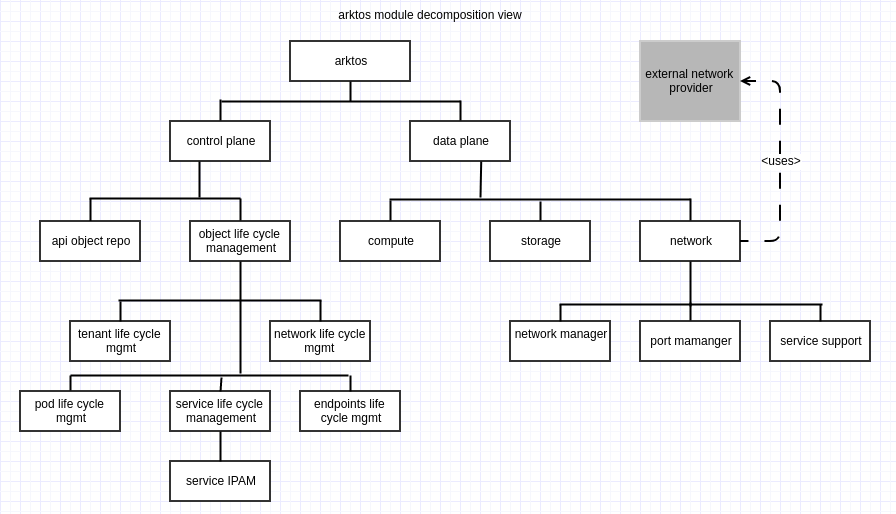 arktos module decomposition view
arktos
external network
provider
control plane
data plane
<uses>
api object repo
object life cycle
management
compute
storage
network
tenant life cycle
mgmt
network life cycle
mgmt
network manager
port mamanger
service support
pod life cycle
mgmt
service life cycle
management
endpoints life
cycle mgmt
service IPAM